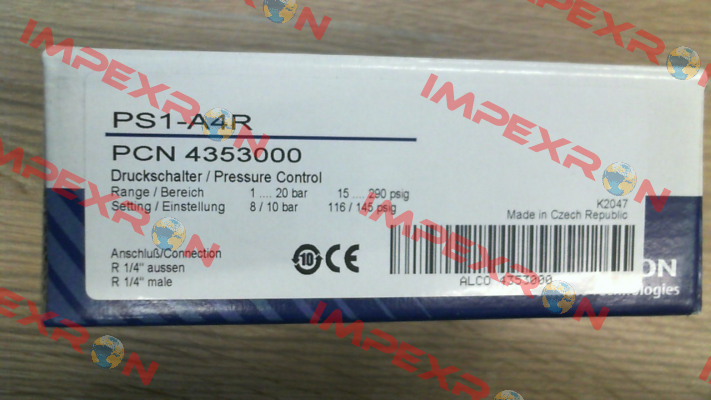 IMPEXRON
IMPEXRON
PS1-A4R
PCN 4353000
Druckschalter / Pressure Control
Range / Bereich 1 .... 20 bar 15 .... 290 psig
Setting / Einstellung 8 / 10 bar 116 / 145 psig
K2047
Made in Czech Republic
Anschluß/Connection
R 1/4" aussen
R 1/4" male
10
CE
ALCO 4353000
ON
nologies
IMPEXRON
IMPEXRON
IMPEXRON